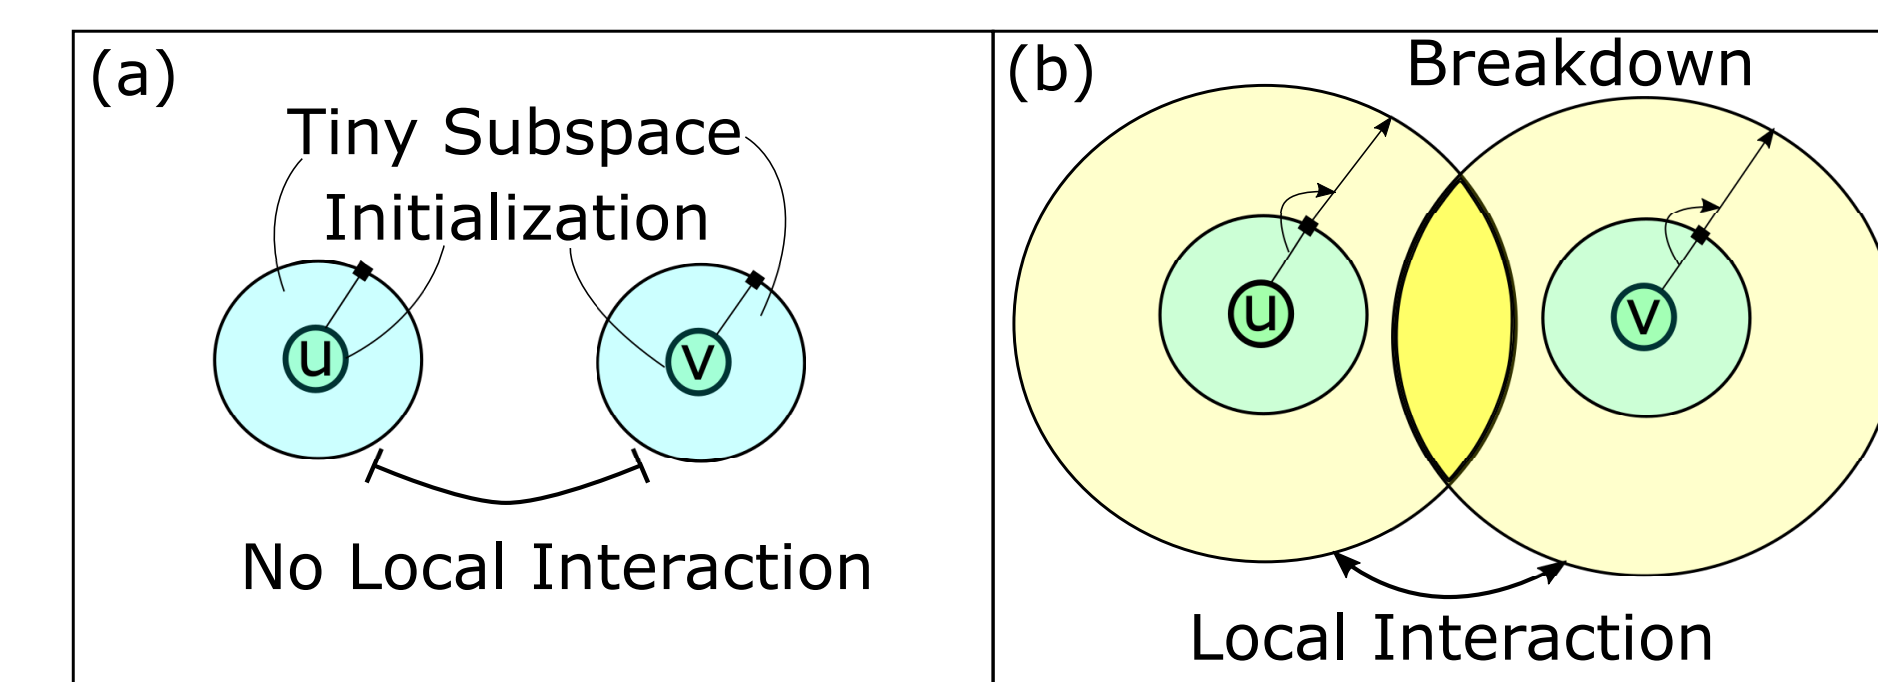 (a)
Tiny Subspace
Initialization
u
v
No Local Interaction
(b)
Breakdown
u
v
Local Interaction